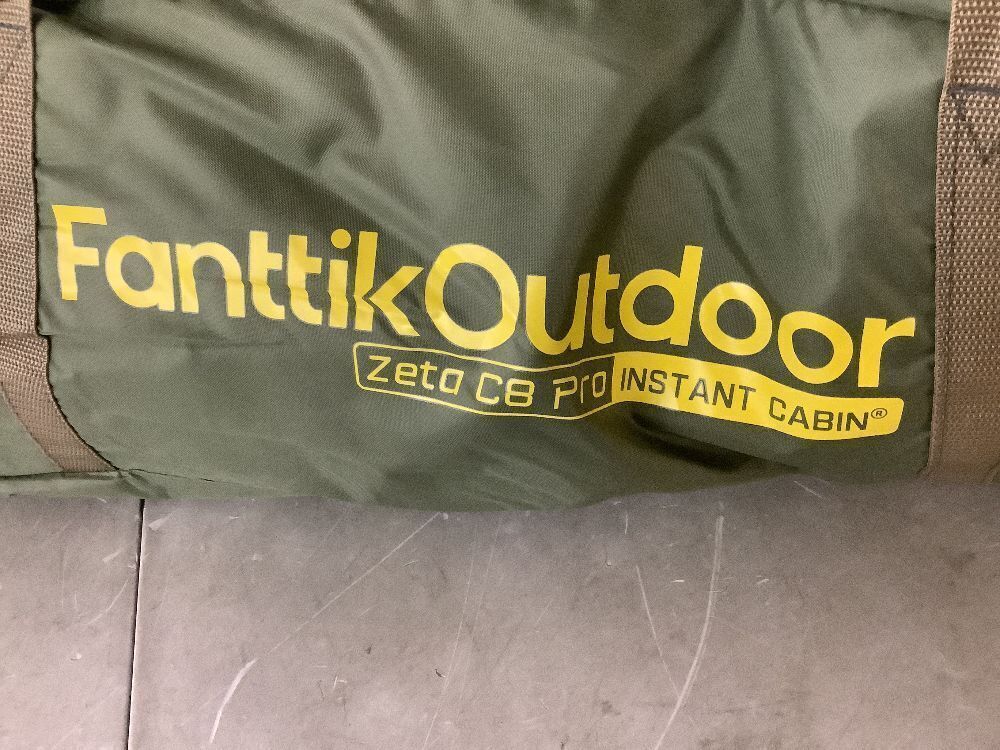 FanttikOutdoor
Zeta C8 Pro INSTANT CABIN®